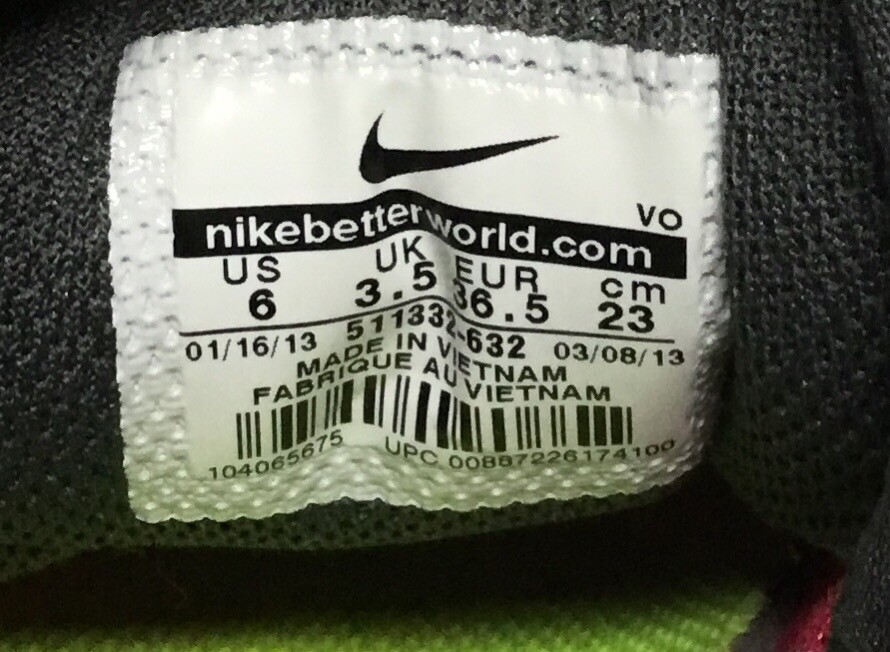 VO
nikebetterworld.com
US UK EUR cm
6 3.5 36.5 23
01/16/13 511332-632 03/08/13
MADE IN VIETNAM
FABRIQUE AU VIETNAM
104065675 UPC 00887226174100